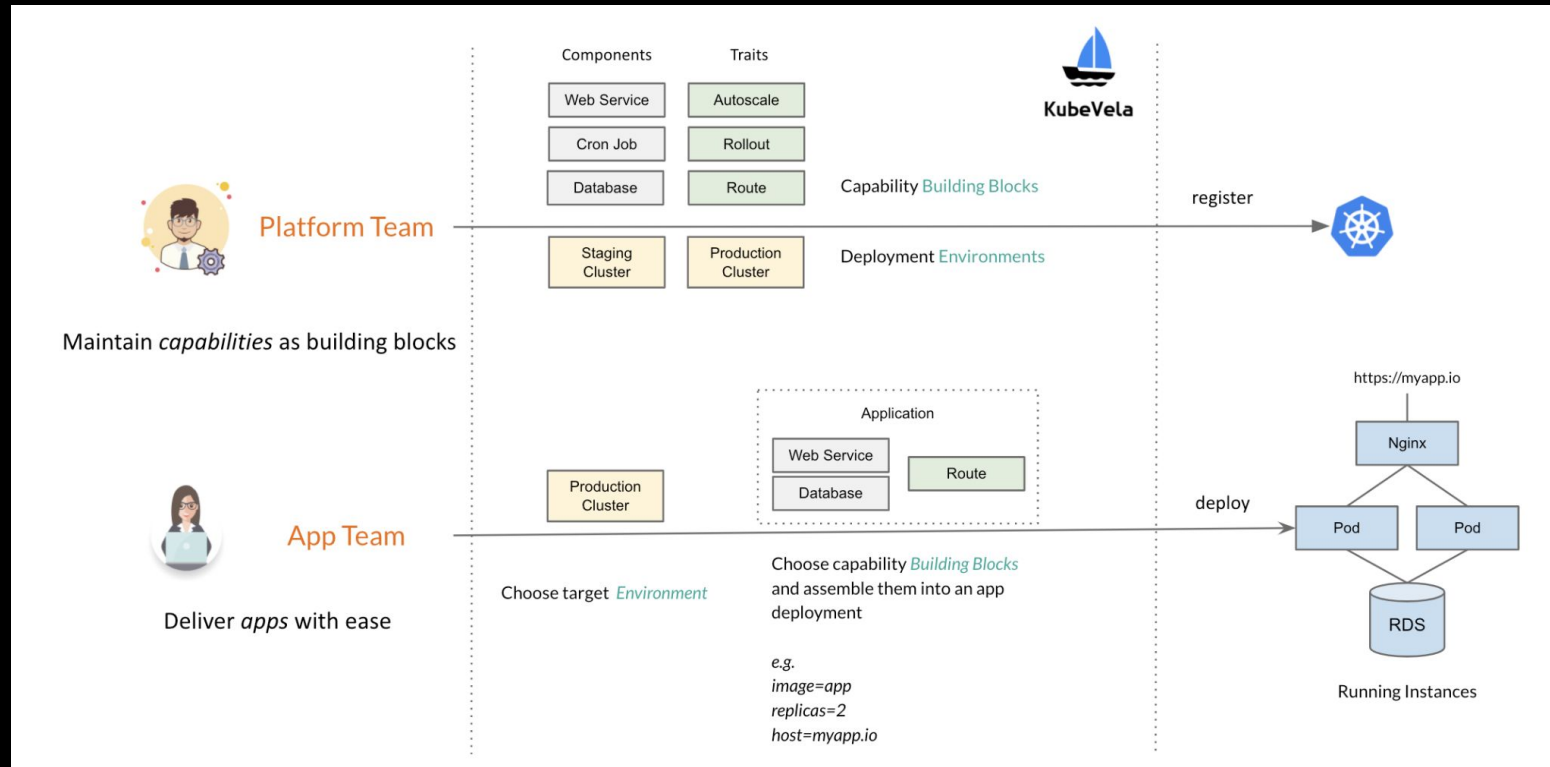 Components
Traits
Web Service
Autoscale
Cron Job
Rollout
Database
Route
KubeVela
Capability Building Blocks
register
Platform Team
Staging
Cluster
Production
Cluster
Deployment Environments
Maintain capabilities as building blocks
Application
Web Service
Database
Route
Production
Cluster
App Team
deploy
Choose target Environment
Choose capability Building Blocks
and assemble them into an app
deployment
Deliver apps with ease
e.g.
image=app
replicas=2
host=myapp.io
https://myapp.io
Nginx
Pod
Pod
RDS
Running Instances